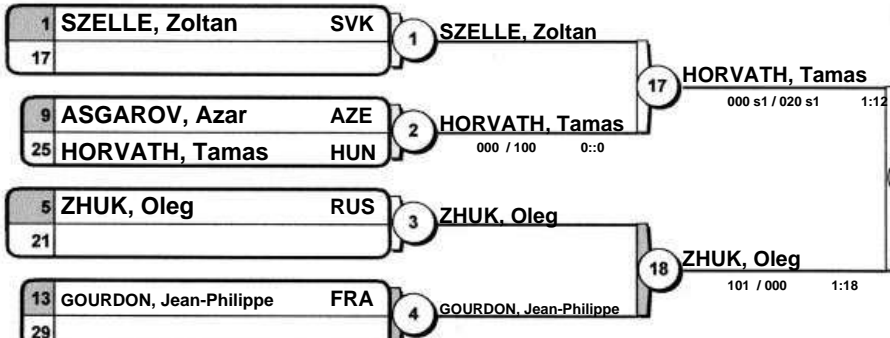 1 SZELLE, Zoltan SVK
17
1 SZELLE, Zoltan
9 ASGAROV, Azar AZE
25 HORVATH, Tamas HUN
2 HORVATH, Tamas
000 / 100 0::0
17 HORVATH, Tamas
000 s1 / 020 s1 1:12
5 ZHUK, Oleg RUS
21
3 ZHUK, Oleg
13 GOURDON, Jean-Philippe FRA
29
4 GOURDON, Jean-Philippe
18 ZHUK, Oleg
101 / 000 1:18